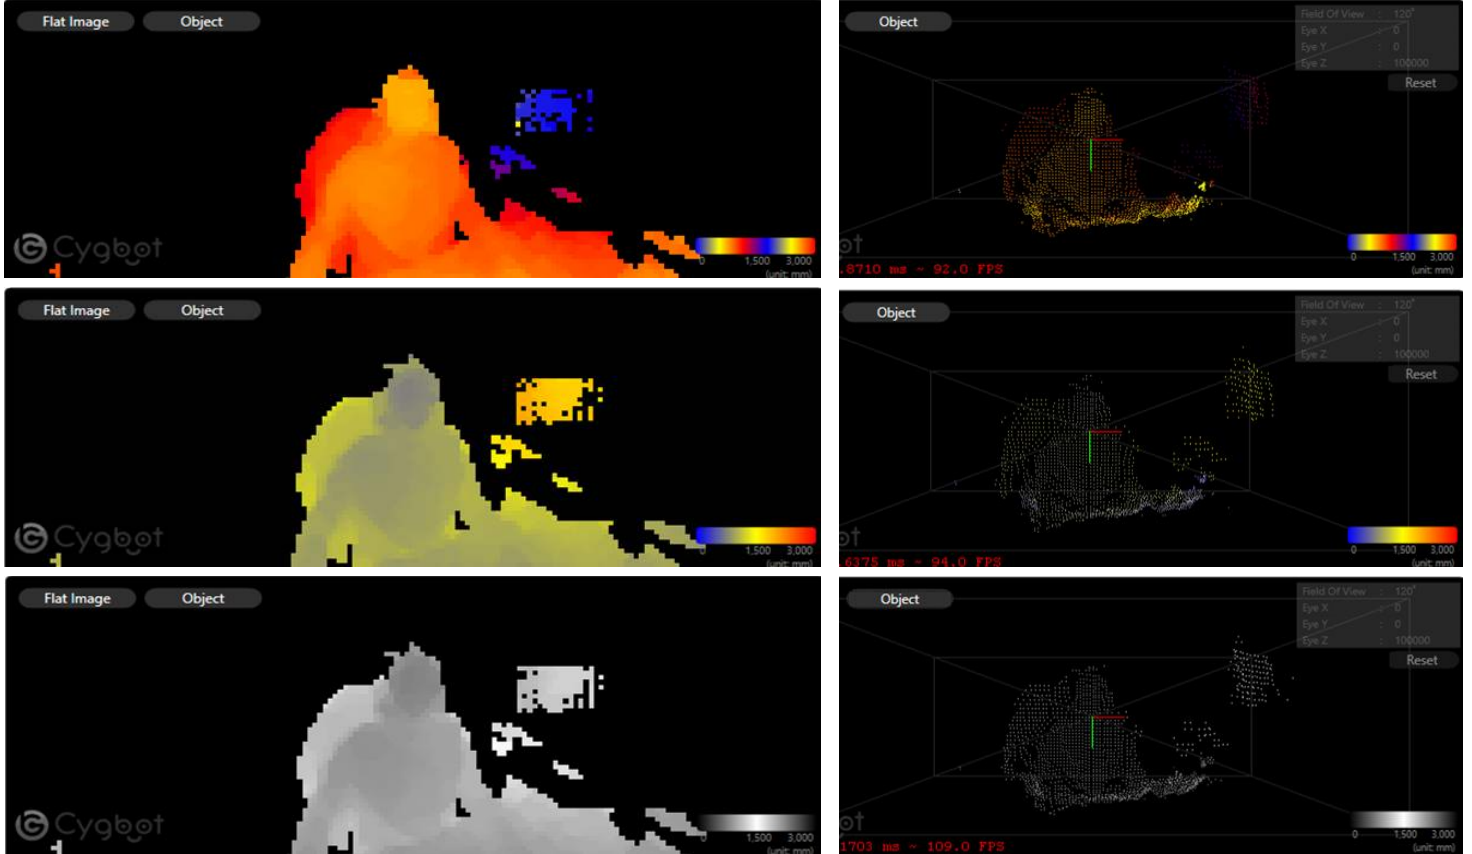 Flat Image Object
Cygbot
0 1,500 3,000
(unit: mm)
Object
Field Of View : 120°
Eye X : 0
Eye Y : 0
Eye Z : 100000
Reset
ot
.8710 ms ~ 92.0 FPS
0 1,500 3,000
(unit: mm)
Flat Image Object
Cygbot
0 1,500 3,000
(unit: mm)
Object
Field Of View : 120°
Eye X : 0
Eye Y : 0
Eye Z : 100000
Reset
ot
6375 ms ~ 94.0 FPS
0 1,500 3,000
(unit: mm)
Flat Image Object
Cygbot
0 1,500 3,000
(unit: mm)
Object
Field Of View : 120°
Eye X : 0
Eye Y : 0
Eye Z : 100000
Reset
ot
1703 ms ~ 109.0 FPS
0 1,500 3,000
(unit: mm)